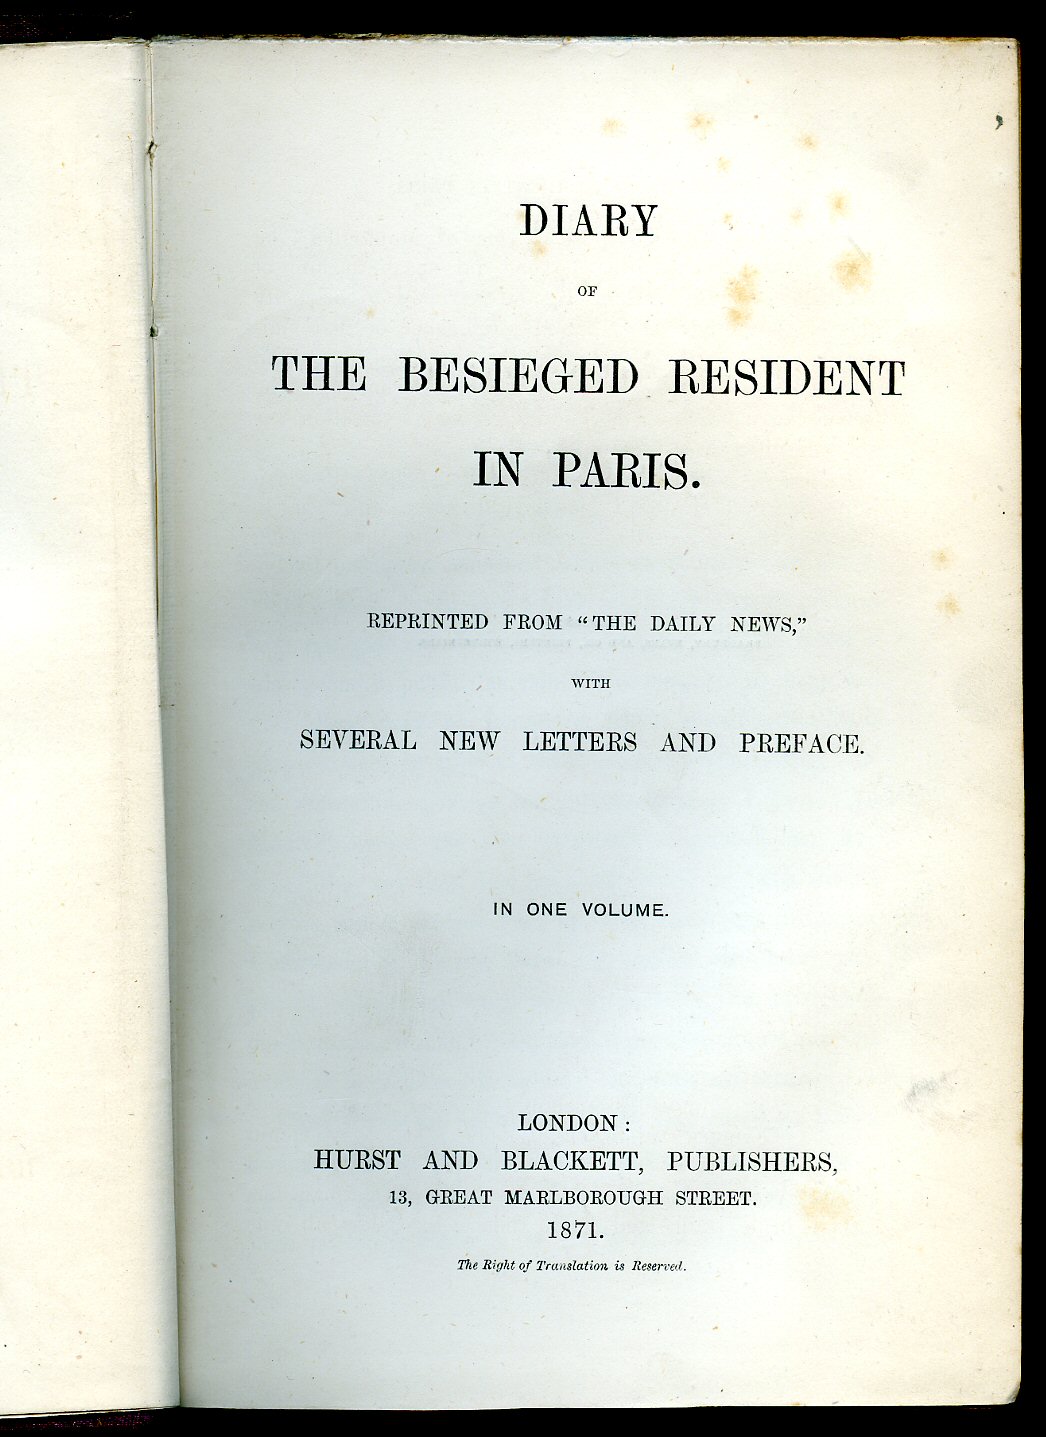 DIARY
OF
THE BESIEGED RESIDENT
IN PARIS.
REPRINTED FROM “THE DAILY NEWS,”
WITH
SEVERAL NEW LETTERS AND PREFACE.
IN ONE VOLUME.
LONDON:
HURST AND BLACKETT, PUBLISHERS,
13, GREAT MARLBOROUGH STREET.
1871.
The Right of Translation is Reserved.